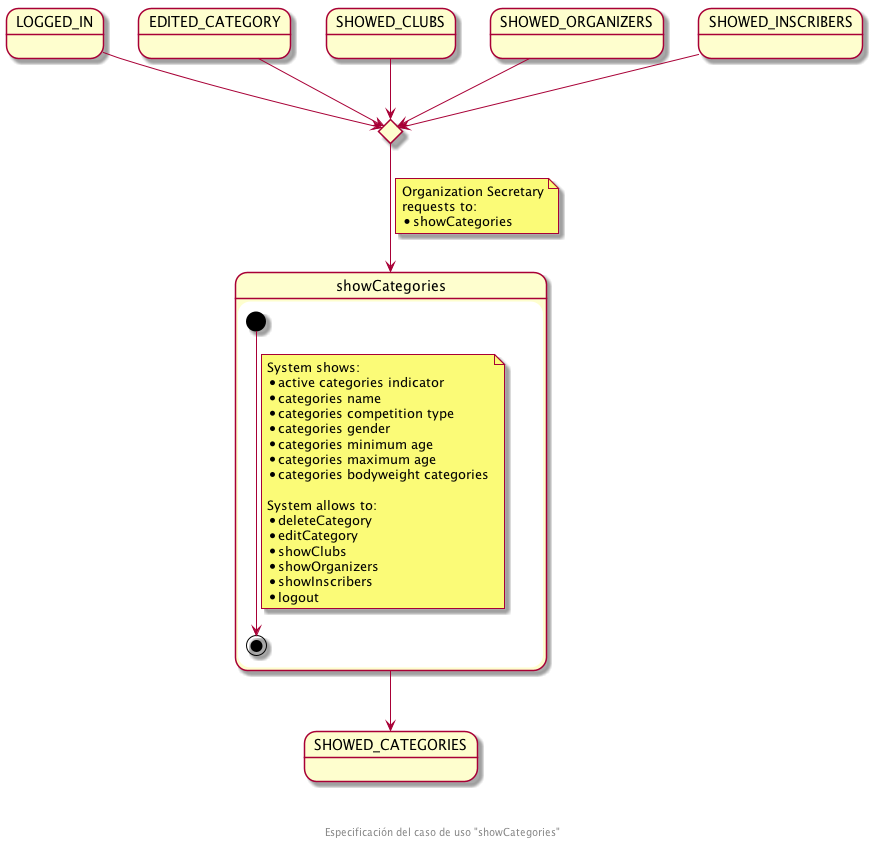 LOGGED_IN
EDITED_CATEGORY
SHOWED_CLUBS
SHOWED_ORGANIZERS
SHOWED_INSCRIBERS
Organization Secretary
requests to:
• showCategories
showCategories
System shows:
• active categories indicator
• categories name
• categories competition type
• categories gender
• categories minimum age
• categories maximum age
• categories bodyweight categories
System allows to:
• deleteCategory
• editCategory
• showClubs
• showOrganizers
• showInscribers
• logout
SHOWED_CATEGORIES
Especificación del caso de uso "showCategories"